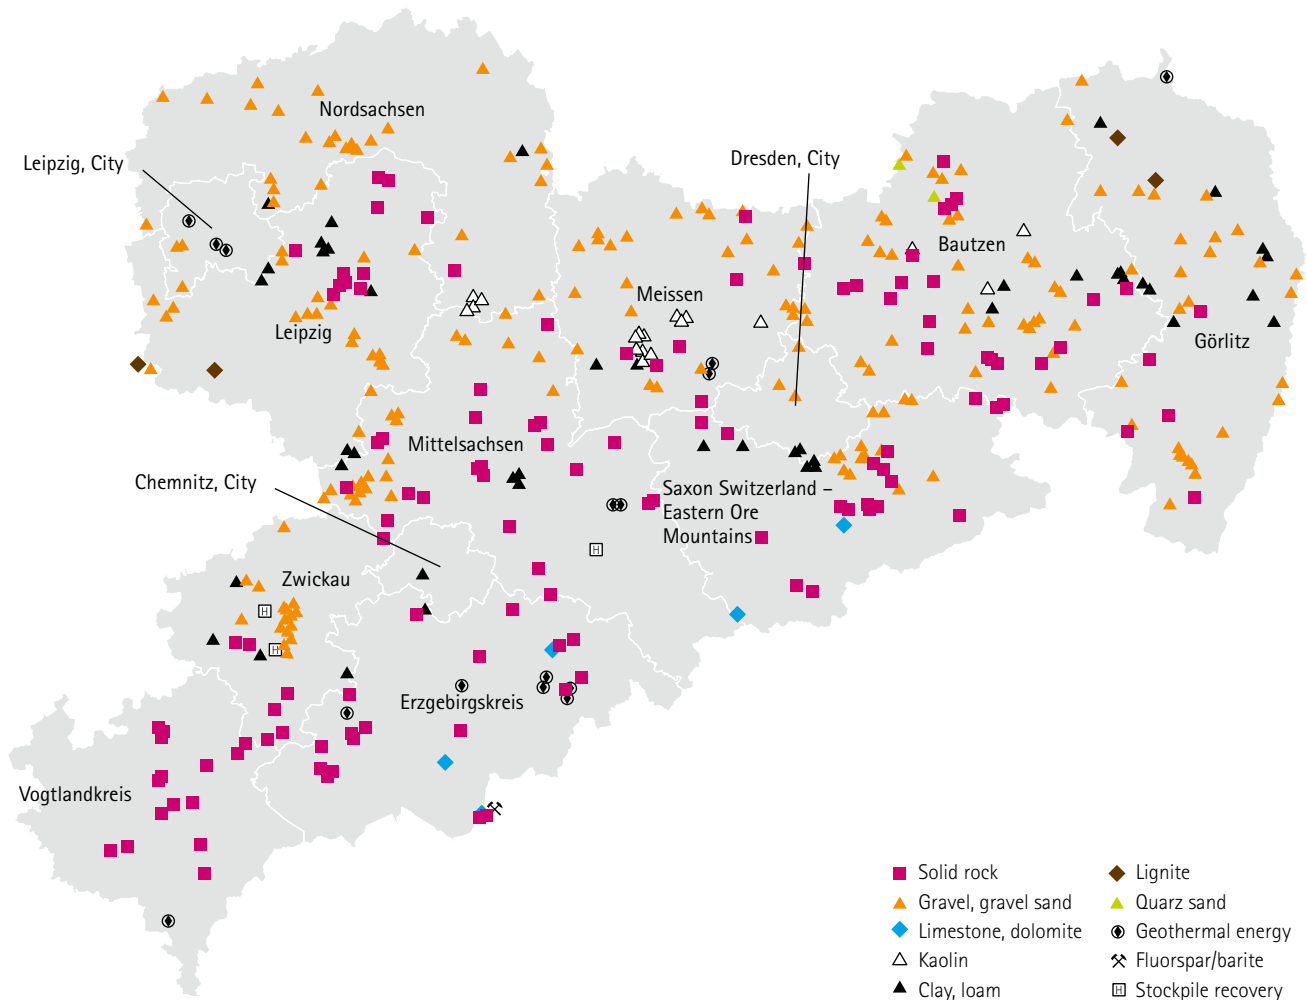 Nordsachsen
Leipzig, City
Dresden, City
Bautzen
Meissen
Leipzig
Görlitz
Mittelsachsen
Chemnitz, City
Saxon Switzerland –
Eastern Ore
Mountains
H
Zwickau
H
H
Erzgebirgskreis
Vogtlandkreis
Solid rock
Gravel, gravel sand
Limestone, dolomite
Kaolin
Clay, loam
Lignite
Quarz sand
Geothermal energy
Fluorspar/barite
H Stockpile recovery